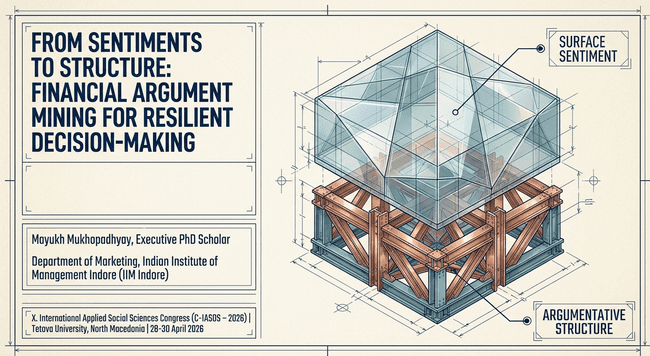 FROM SENTIMENTS
TO STRUCTURE:
FINANCIAL ARGUMENT
MINING FOR RESILIENT
DECISION-MAKING
Mayukh Mukhopadhyay, Executive PhD Scholar
Department of Marketing, Indian Institute of
Management Indore (IIM Indore)
X. International Applied Social Sciences Congress (C-IASOS – 2026) |
Tetova University, North Macedonia | 28-30 April 2026
SURFACE
SENTIMENT
ARGUMENTATIVE
STRUCTURE